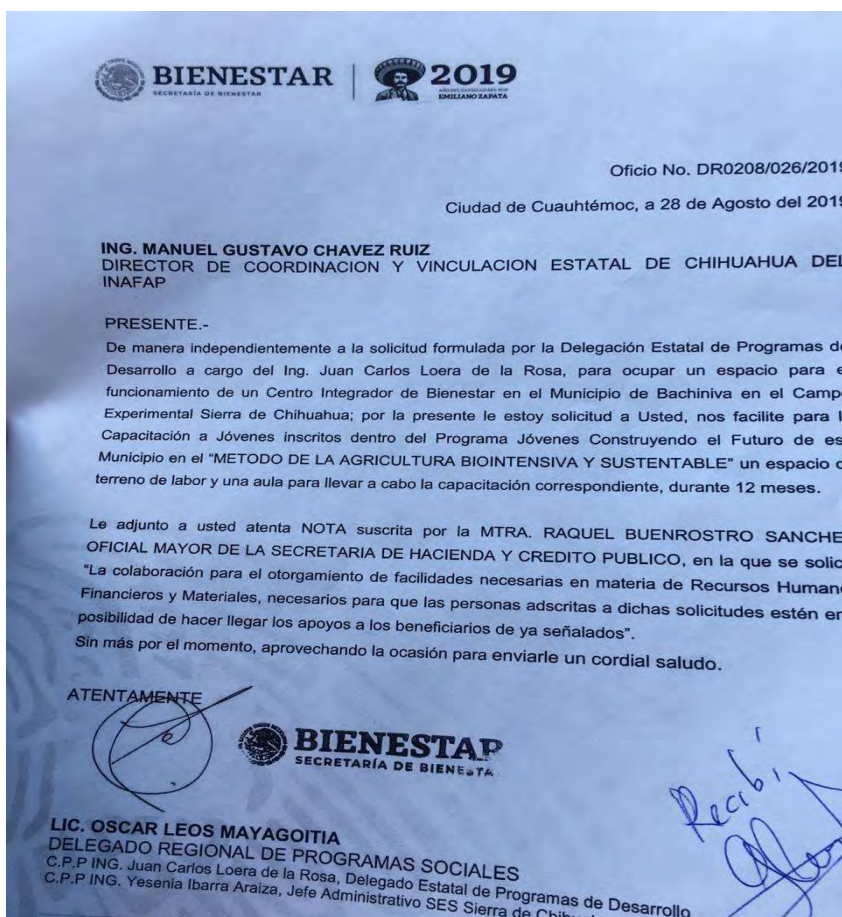 BIENESTAR
SECRETARÍA DE BIENESTAR
2019
EMILIANO ZAPATA
Oficio No. DR0208/026/2019
Ciudad de Cuauhtémoc, a 28 de Agosto del 2019
ING. MANUEL GUSTAVO CHAVEZ RUIZ
DIRECTOR DE COORDINACION Y VINCULACION ESTATAL DE CHIHUAHUA DEL
INAFAP
PRESENTE.-
De manera independientemente a la solicitud formulada por la Delegación Estatal de Programas de
Desarrollo a cargo del Ing. Juan Carlos Loera de la Rosa, para ocupar un espacio para e
funcionamiento de un Centro Integrador de Bienestar en el Municipio de Bachiniva en el Camp
Experimental Sierra de Chihuahua; por la presente le estoy solicitud a Usted, nos facilite para l
Capacitación a Jóvenes inscritos dentro del Programa Jóvenes Construyendo el Futuro de es
Municipio en el "METODO DE LA AGRICULTURA BIOINTENSIVA Y SUSTENTABLE" un espacio d
terreno de labor y una aula para llevar a cabo la capacitación correspondiente, durante 12 meses.
Le adjunto a usted atenta NOTA suscrita por la MTRA. RAQUEL BUENROSTRO SANCHE
OFICIAL MAYOR DE LA SECRETARIA DE HACIENDA Y CREDITO PUBLICO, en la que se solic
"La colaboración para el otorgamiento de facilidades necesarias en materia de Recursos Humano
Financieros y Materiales, necesarios para que las personas adscritas a dichas solicitudes estén en
posibilidad de hacer llegar los apoyos a los beneficiarios de ya señalados".
Sin más por el momento, aprovechando la ocasión para enviarle un cordial saludo.
ATENTAMENTE
BIENESTAR
SECRETARÍA DE BIENESTA
Recibí
LIC. OSCAR LEOS MAYAGOITIA
DELEGADO REGIONAL DE PROGRAMAS SOCIALES
C.P.P ING. Juan Carlos Loera de la Rosa, Delegado Estatal de Programas de Desarrollo
C.P.P ING. Yesenia Ibarra Araiza, Jefe Administrativo SES Sierra de